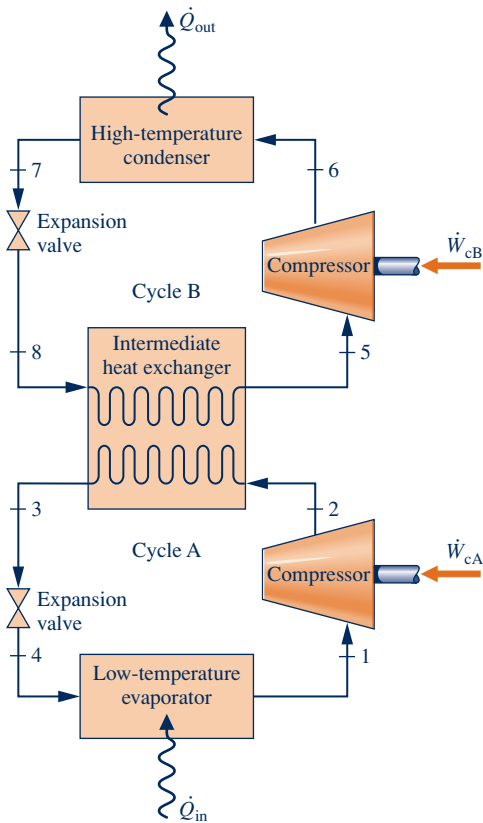 Q̇out
High-temperature
condenser
7
6
Expansion
valve
Compressor
ẆcB
Cycle B
8
Intermediate
heat exchanger
5
3
2
Cycle A
Compressor
ẆcA
Expansion
valve
4
Low-temperature
evaporator
1
Q̇in